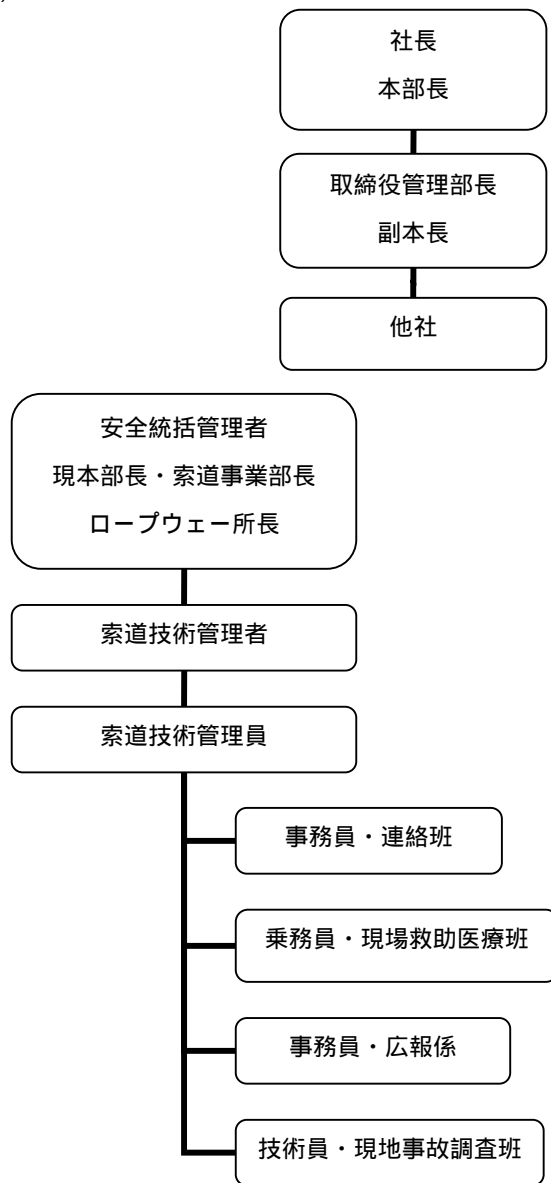 社長
本部長
取締役管理部長
副本長
他社
安全統括管理者
現本部長・索道事業部長
ロープウェー所長
索道技術管理者
索道技術管理員
事務員・連絡班
乗務員・現場救助医療班
事務員・広報係
技術員・現地事故調査班